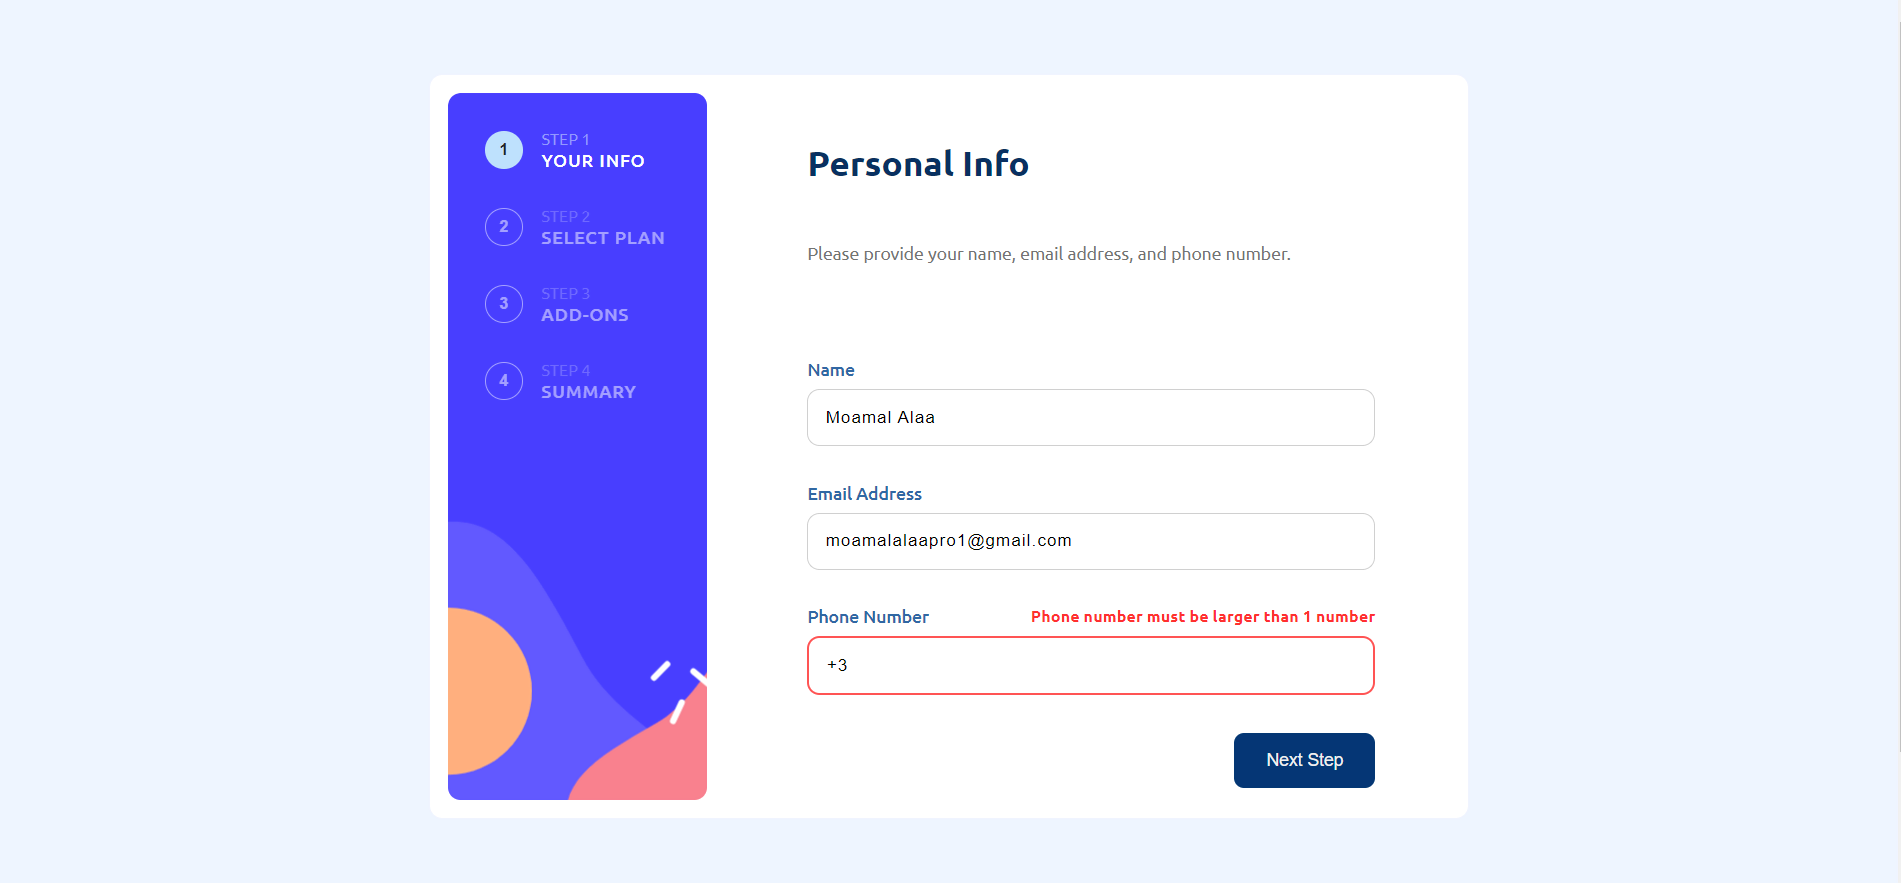 1
STEP 1
YOUR INFO
2
STEP 2
SELECT PLAN
3
STEP 3
ADD-ONS
4
STEP 4
SUMMARY
Personal Info
Please provide your name, email address, and phone number.
Name
Moamal Alaa
Email Address
moamalalaapro1@gmail.com
Phone Number Phone number must be larger than 1 number
+3
Next Step